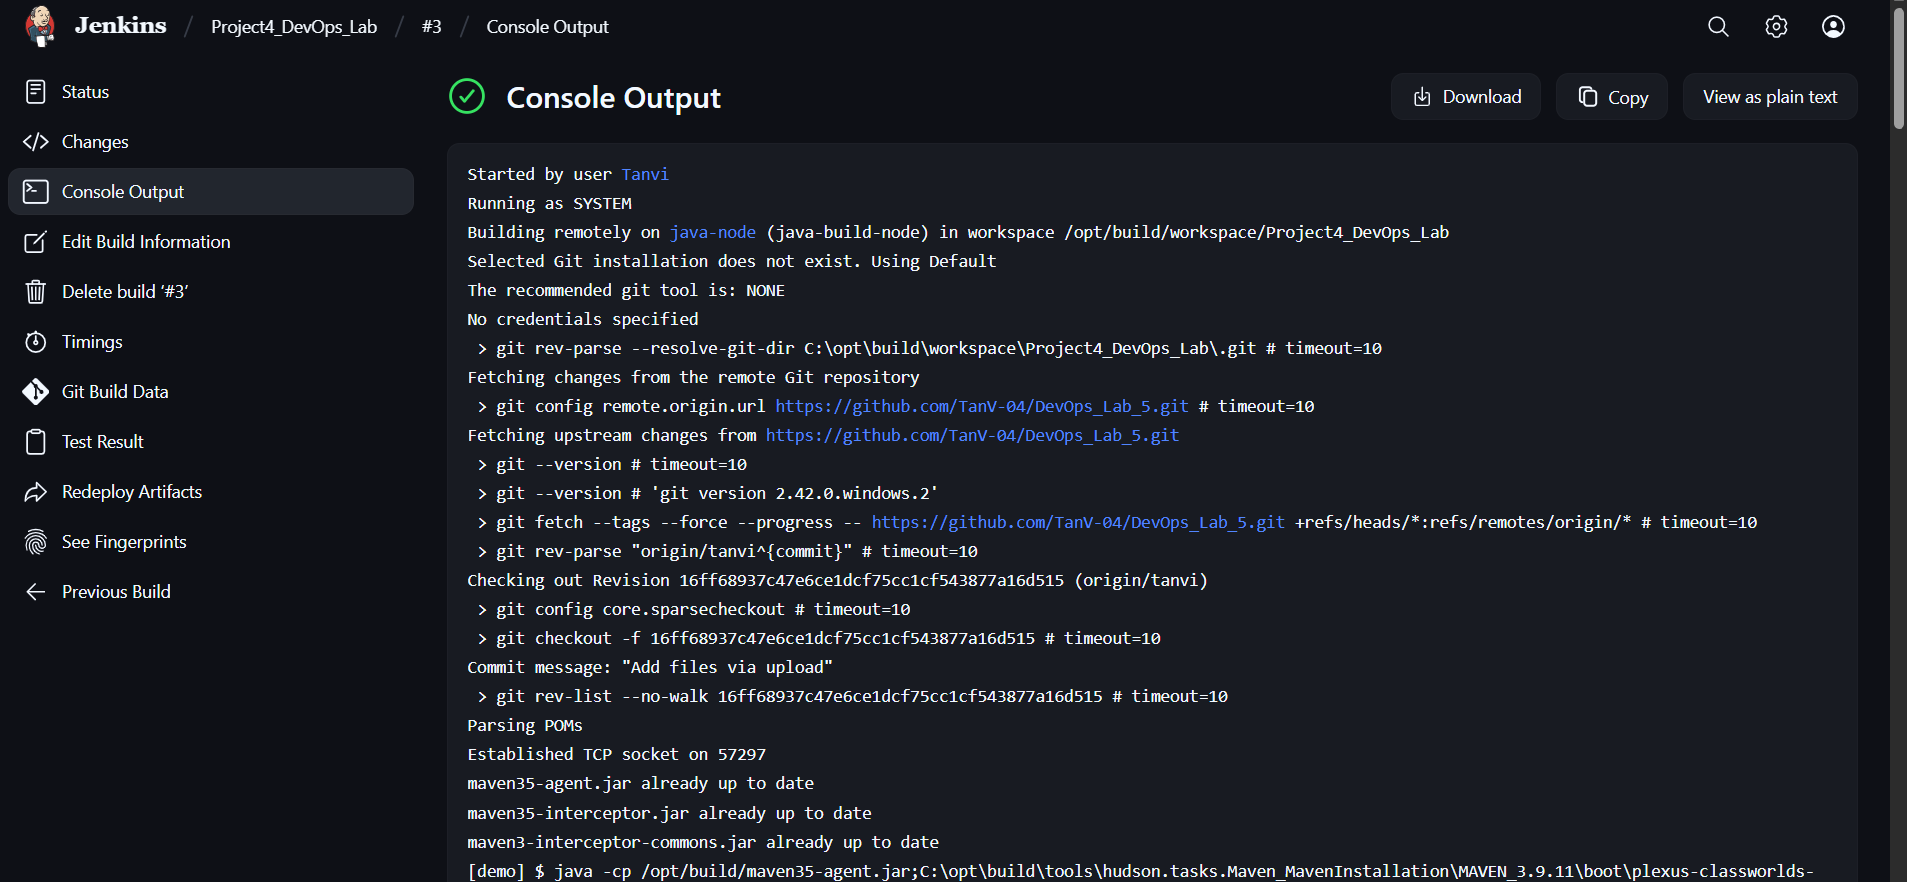 Jenkins / Project4_DevOps_Lab / #3 / Console Output
Status
Changes
Console Output
Edit Build Information
Delete build ‘#3’
Timings
Git Build Data
Test Result
Redeploy Artifacts
See Fingerprints
Previous Build
Console Output
Download
Copy
View as plain text
Started by user Tanvi
Running as SYSTEM
Building remotely on java-node (java-build-node) in workspace /opt/build/workspace/Project4_DevOps_Lab
Selected Git installation does not exist. Using Default
The recommended git tool is: NONE
No credentials specified
 > git rev-parse --resolve-git-dir C:\opt\build\workspace\Project4_DevOps_Lab\.git # timeout=10
Fetching changes from the remote Git repository
 > git config remote.origin.url https://github.com/TanV-04/DevOps_Lab_5.git # timeout=10
Fetching upstream changes from https://github.com/TanV-04/DevOps_Lab_5.git
 > git --version # timeout=10
 > git --version # 'git version 2.42.0.windows.2'
 > git fetch --tags --force --progress -- https://github.com/TanV-04/DevOps_Lab_5.git +refs/heads/*:refs/remotes/origin/* # timeout=10
 > git rev-parse "origin/tanvi^{commit}" # timeout=10
Checking out Revision 16ff68937c47e6ce1dcf75cc1cf543877a16d515 (origin/tanvi)
 > git config core.sparsecheckout # timeout=10
 > git checkout -f 16ff68937c47e6ce1dcf75cc1cf543877a16d515 # timeout=10
Commit message: "Add files via upload"
 > git rev-list --no-walk 16ff68937c47e6ce1dcf75cc1cf543877a16d515 # timeout=10
Parsing POMs
Established TCP socket on 57297
maven35-agent.jar already up to date
maven35-interceptor.jar already up to date
maven3-interceptor-commons.jar already up to date
[demo] $ java -cp /opt/build/maven35-agent.jar;C:\opt\build\tools\hudson.tasks.Maven_MavenInstallation\MAVEN_3.9.11\boot\plexus-classworlds-